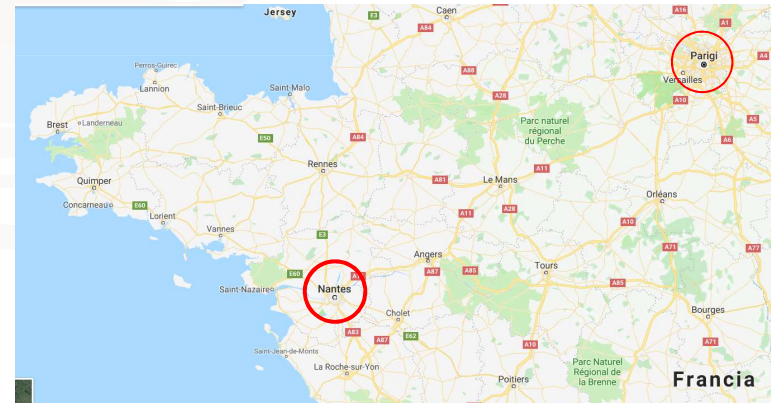 Jersey
E3
Caen
A16
A1
A84
Parigi
A4
Perros-Guirec
A88
Versailles
Lannion
Saint-Malo
A28
A10
Saint-Brieuc
Parc naturel
régional
du Perche
A5
Brest
Landerneau
E50
A84
A6
Rennes
A11
Quimper
A81
Le Mans
Orléans
Concarneau
E60
Lorient
A11
A28
A10
Vannes
E3
A71
A77
Angers
E60
A87
A85
Tours
A85
Saint-Nazaire
Nantes
Cholet
Bourges
A83
A87
E62
A10
A71
Saint-Jean-de-Monts
La Roche-sur-Yon
Parc Naturel
Régional de
la Brenne
Poitiers
Francia